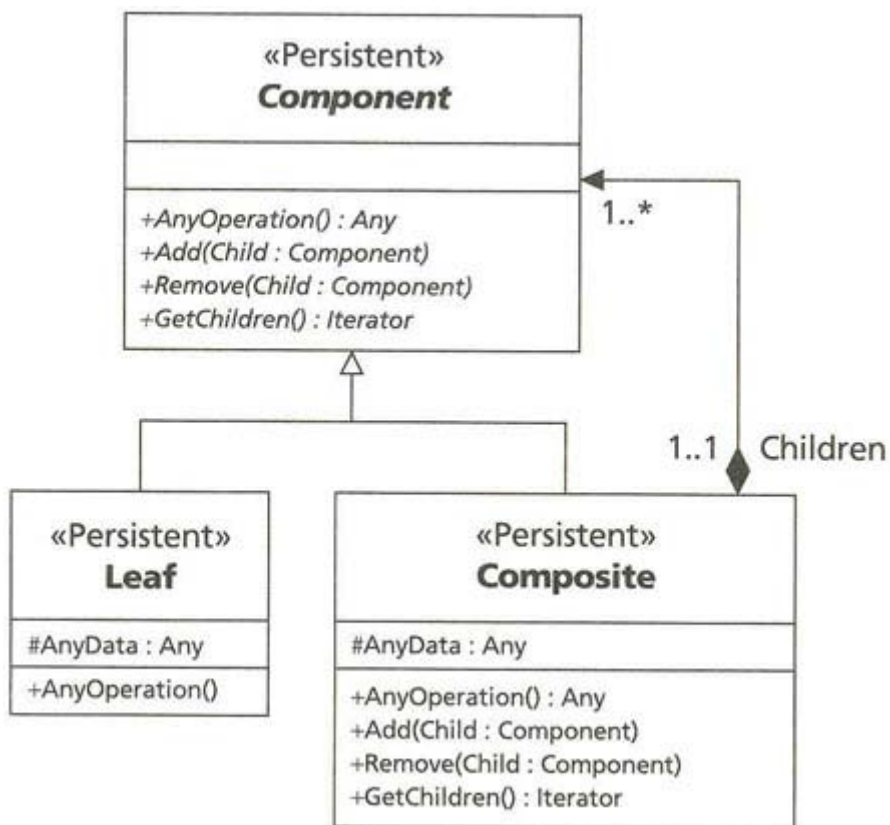 «Persistent»
Component
+AnyOperation() : Any
+Add(Child : Component)
+Remove(Child : Component)
+GetChildren() : Iterator
1..*
1..1 Children
«Persistent»
Leaf
#AnyData : Any
+AnyOperation()
«Persistent»
Composite
#AnyData : Any
+AnyOperation() : Any
+Add(Child : Component)
+Remove(Child : Component)
+GetChildren() : Iterator